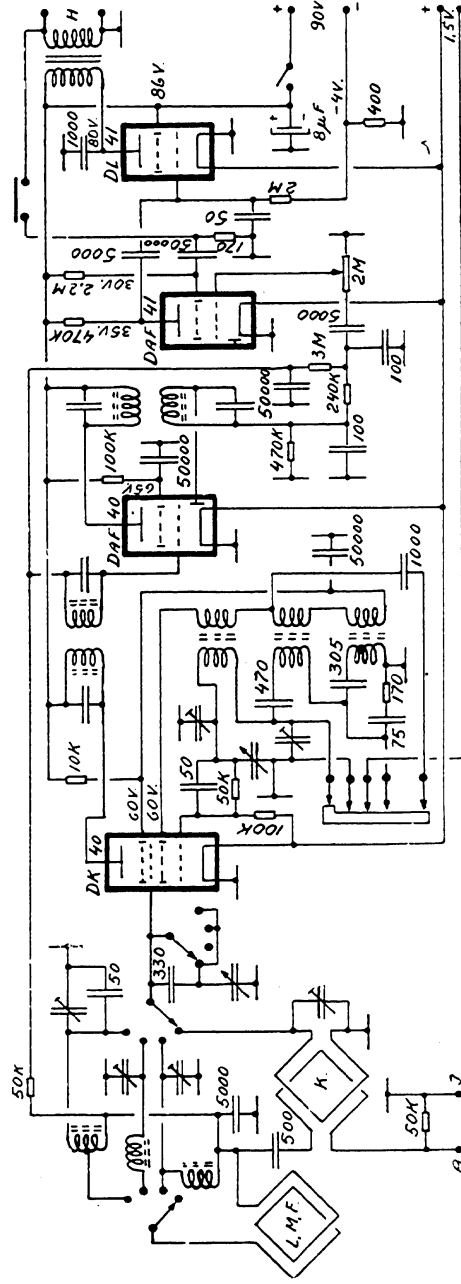 H
1000
80V.
DL 41
86V.
+
90V
-
8µF
-4V.
400
+
1,5V.
2M
50
170
50000
5000
30V. 2,2M
35V. 470K
DAF 41
2M
5000
3M
100
240K
50000
470K
100
100K
65V.
50000
DAF 40
50000
1000
305
170
75
470
10K
60V.
60V.
50
50K
100K
DK 40
330
50
50K
5000
500
K.
50K
L,M,F.
A
J